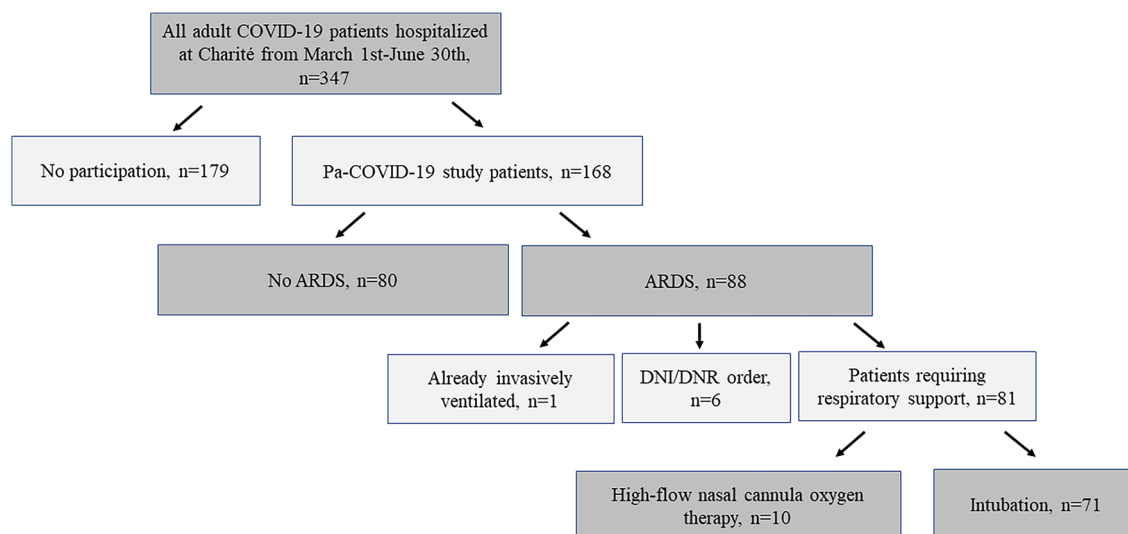 All adult COVID-19 patients hospitalized
at Charité from March 1st-June 30th,
n=347
No participation, n=179
Pa-COVID-19 study patients, n=168
No ARDS, n=80
ARDS, n=88
Already invasively
ventilated, n=1
DNI/DNR order,
n=6
Patients requiring
respiratory support, n=81
High-flow nasal cannula oxygen
therapy, n=10
Intubation, n=71